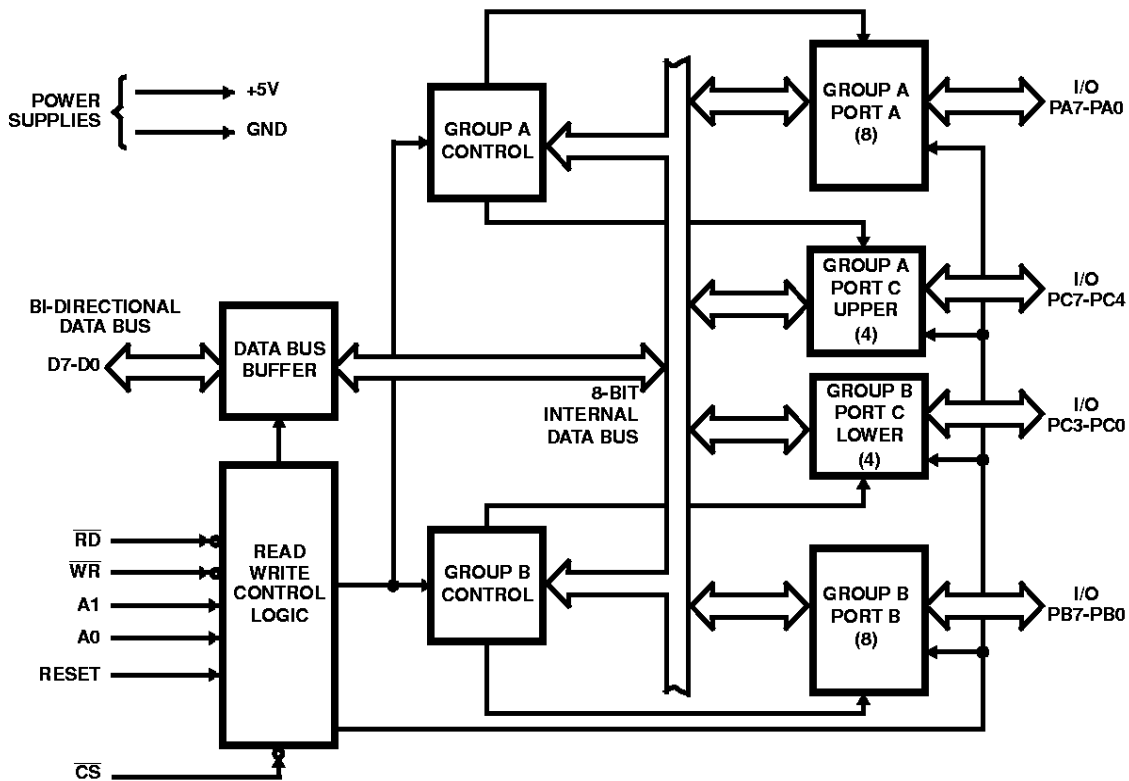 POWER
SUPPLIES
+5V
GND
GROUP A
CONTROL
GROUP A
PORT A
(8)
I/O
PA7-PA0
GROUP A
PORT C
UPPER
(4)
I/O
PC7-PC4
BI-DIRECTIONAL
DATA BUS
D7-D0
DATA BUS
BUFFER
8-BIT
INTERNAL
DATA BUS
GROUP B
PORT C
LOWER
(4)
I/O
PC3-PC0
RD
WR
A1
A0
RESET
CS
READ
WRITE
CONTROL
LOGIC
GROUP B
CONTROL
GROUP B
PORT B
(8)
I/O
PB7-PB0